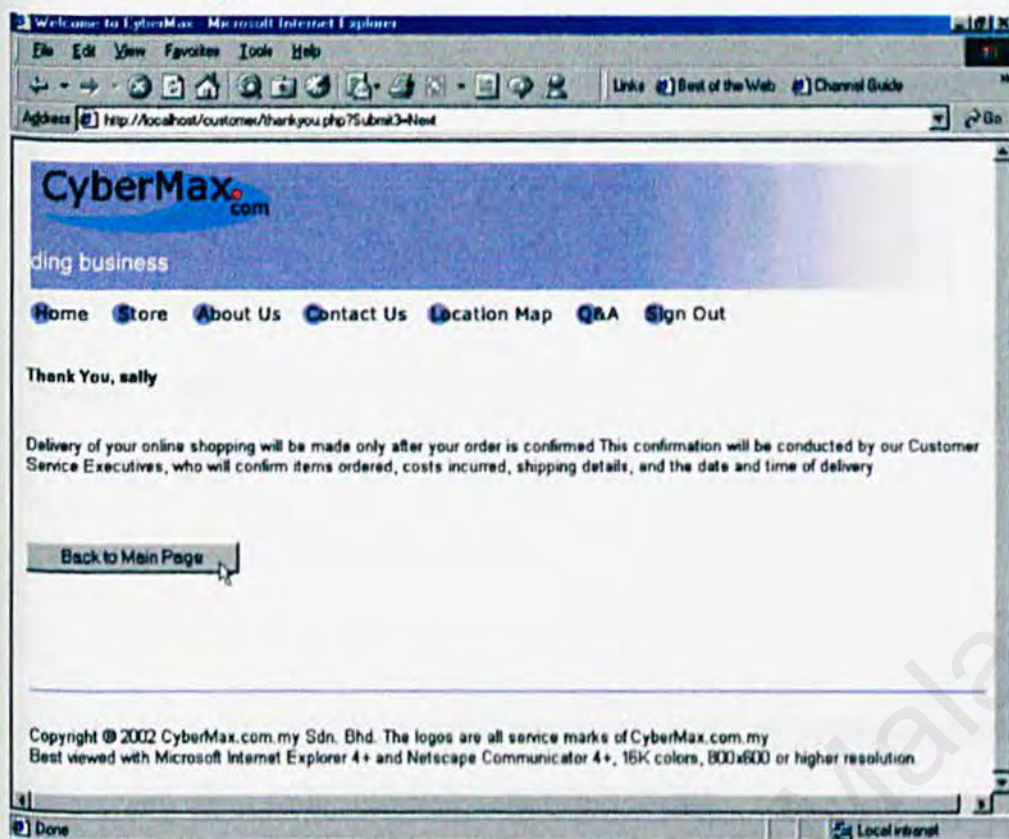 Welcome to CyberMax - Microsoft Internet Explorer
File Edit View Favorites Tools Help
Links Best of the Web Channel Guide
Address http://localhost/customer/thankyou.php?Submit3=Next Go
CyberMax.com
ding business
Home Store About Us Contact Us Location Map Q&A Sign Out
Thank You, sally
Delivery of your online shopping will be made only after your order is confirmed This confirmation will be conducted by our Customer
Service Executives, who will confirm items ordered, costs incurred, shipping details, and the date and time of delivery
Back to Main Page
Copyright @ 2002 CyberMax.com.my Sdn. Bhd. The logos are all service marks of CyberMax.com.my
Best viewed with Microsoft Internet Explorer 4+ and Netscape Communicator 4+, 16K colors, 800x600 or higher resolution
Done Local intranet